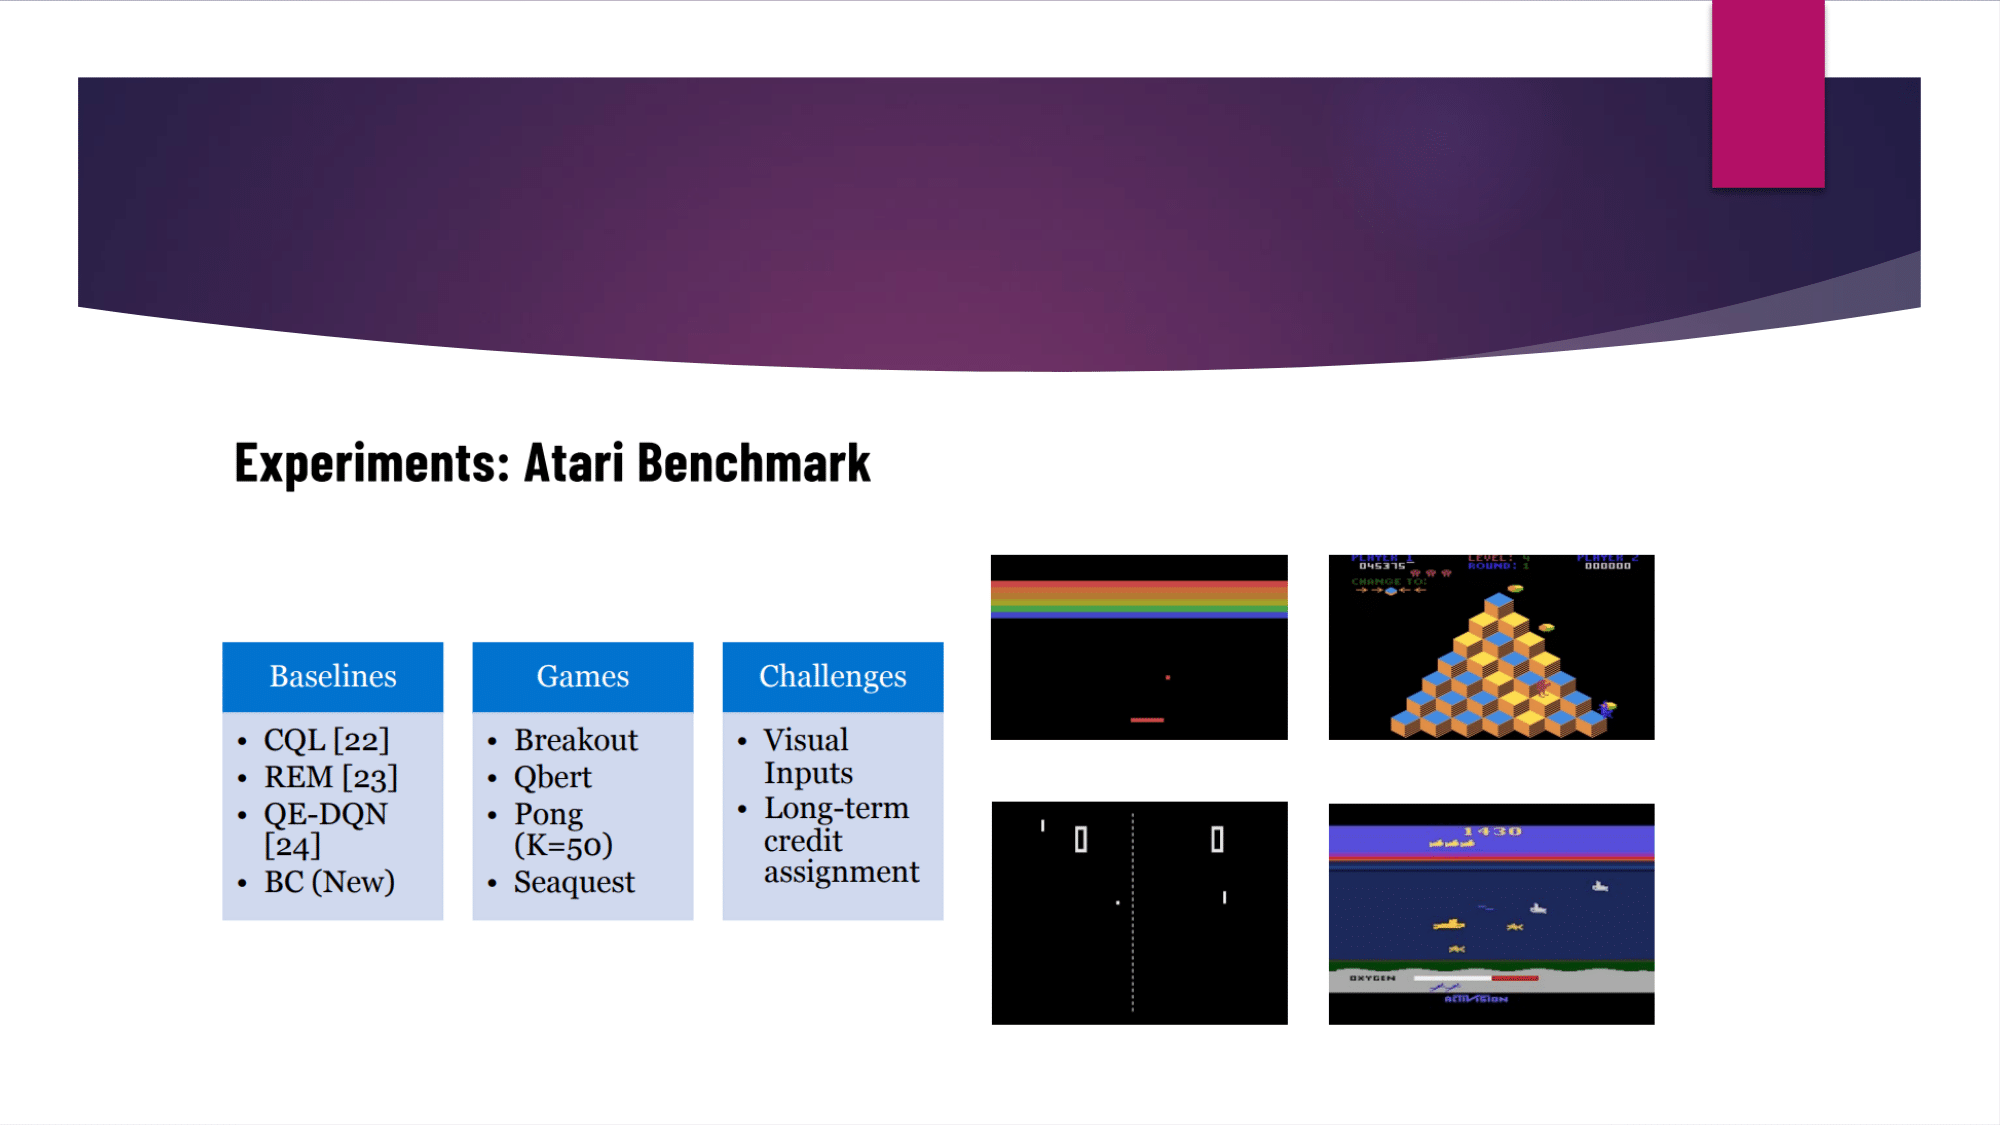 Experiments: Atari Benchmark
Baselines
• CQL [22]
• REM [23]
• QE-DQN
[24]
• BC (New)
Games
• Breakout
• Qbert
• Pong
(K=50)
• Seaquest
Challenges
• Visual
Inputs
• Long-term
credit
assignment
PLAYER 1 LEVEL: 4 PLAYER 2
045375 ROUND: 1 000000
CHANGE TO:
0 0
1430
OXYGEN
ACTIVISION